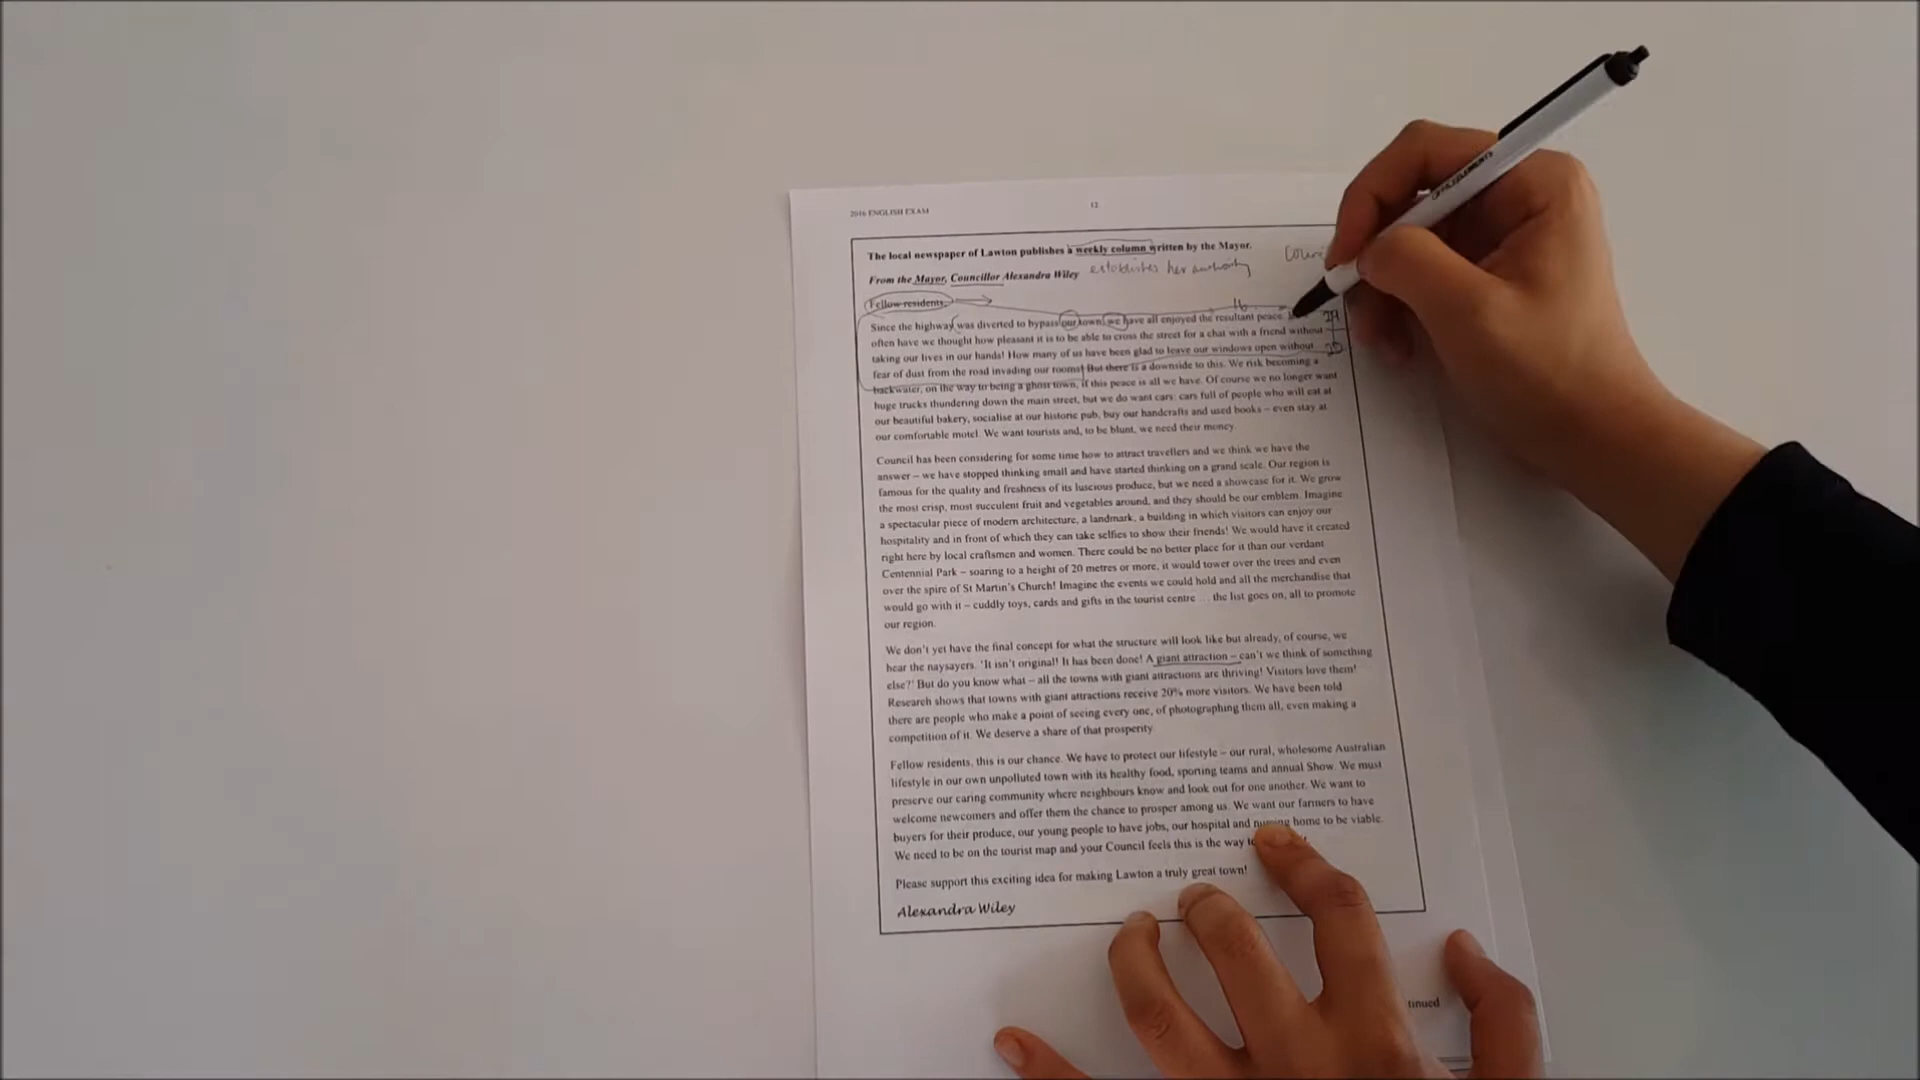 2016 ENGLISH EXAM
12
The local newspaper of Lawton publishes a weekly column written by the Mayor.
From the Mayor, Councillor Alexandra Wiley establishes her authority
Fellow residents,
16
Since the highway was diverted to bypass our town, we have all enjoyed the resultant peace.
often have we thought how pleasant it is to be able to cross the street for a chat with a friend without
taking our lives in our hands! How many of us have been glad to leave our windows open without
fear of dust from the road invading our rooms! But there is a downside to this. We risk becoming a
backwater, on the way to being a ghost town, if this peace is all we have. Of course we no longer want
huge trucks thundering down the main street, but we do want cars: cars full of people who will eat at
our beautiful bakery, socialise at our historic pub, buy our handcrafts and used books – even stay at
our comfortable motel. We want tourists and, to be blunt, we need their money.
Council has been considering for some time how to attract travellers and we think we have the
answer – we have stopped thinking small and have started thinking on a grand scale. Our region is
famous for the quality and freshness of its luscious produce, but we need a showcase for it. We grow
the most crisp, most succulent fruit and vegetables around, and they should be our emblem. Imagine
a spectacular piece of modern architecture, a landmark, a building in which visitors can enjoy our
hospitality and in front of which they can take selfies to show their friends! We would have it created
right here by local craftsmen and women. There could be no better place for it than our verdant
Centennial Park – soaring to a height of 20 metres or more, it would tower over the trees and even
over the spire of St Martin's Church! Imagine the events we could hold and all the merchandise that
would go with it – cuddly toys, cards and gifts in the tourist centre ... the list goes on, all to promote
our region.
We don't yet have the final concept for what the structure will look like but already, of course, we
hear the naysayers. 'It isn't original! It has been done! A giant attraction – can't we think of something
else?' But do you know what – all the towns with giant attractions are thriving! Visitors love them!
Research shows that towns with giant attractions receive 20% more visitors. We have been told
there are people who make a point of seeing every one, of photographing them all, even making a
competition of it. We deserve a share of that prosperity.
Fellow residents, this is our chance. We have to protect our lifestyle – our rural, wholesome Australian
lifestyle in our own unpolluted town with its healthy food, sporting teams and annual Show. We must
preserve our caring community where neighbours know and look out for one another. We want to
welcome newcomers and offer them the chance to prosper among us. We want our farmers to have
buyers for their produce, our young people to have jobs, our hospital and nursing home to be viable.
We need to be on the tourist map and your Council feels this is the way
Please support this exciting idea for making Lawton a truly great town!
Alexandra Wiley
tinued